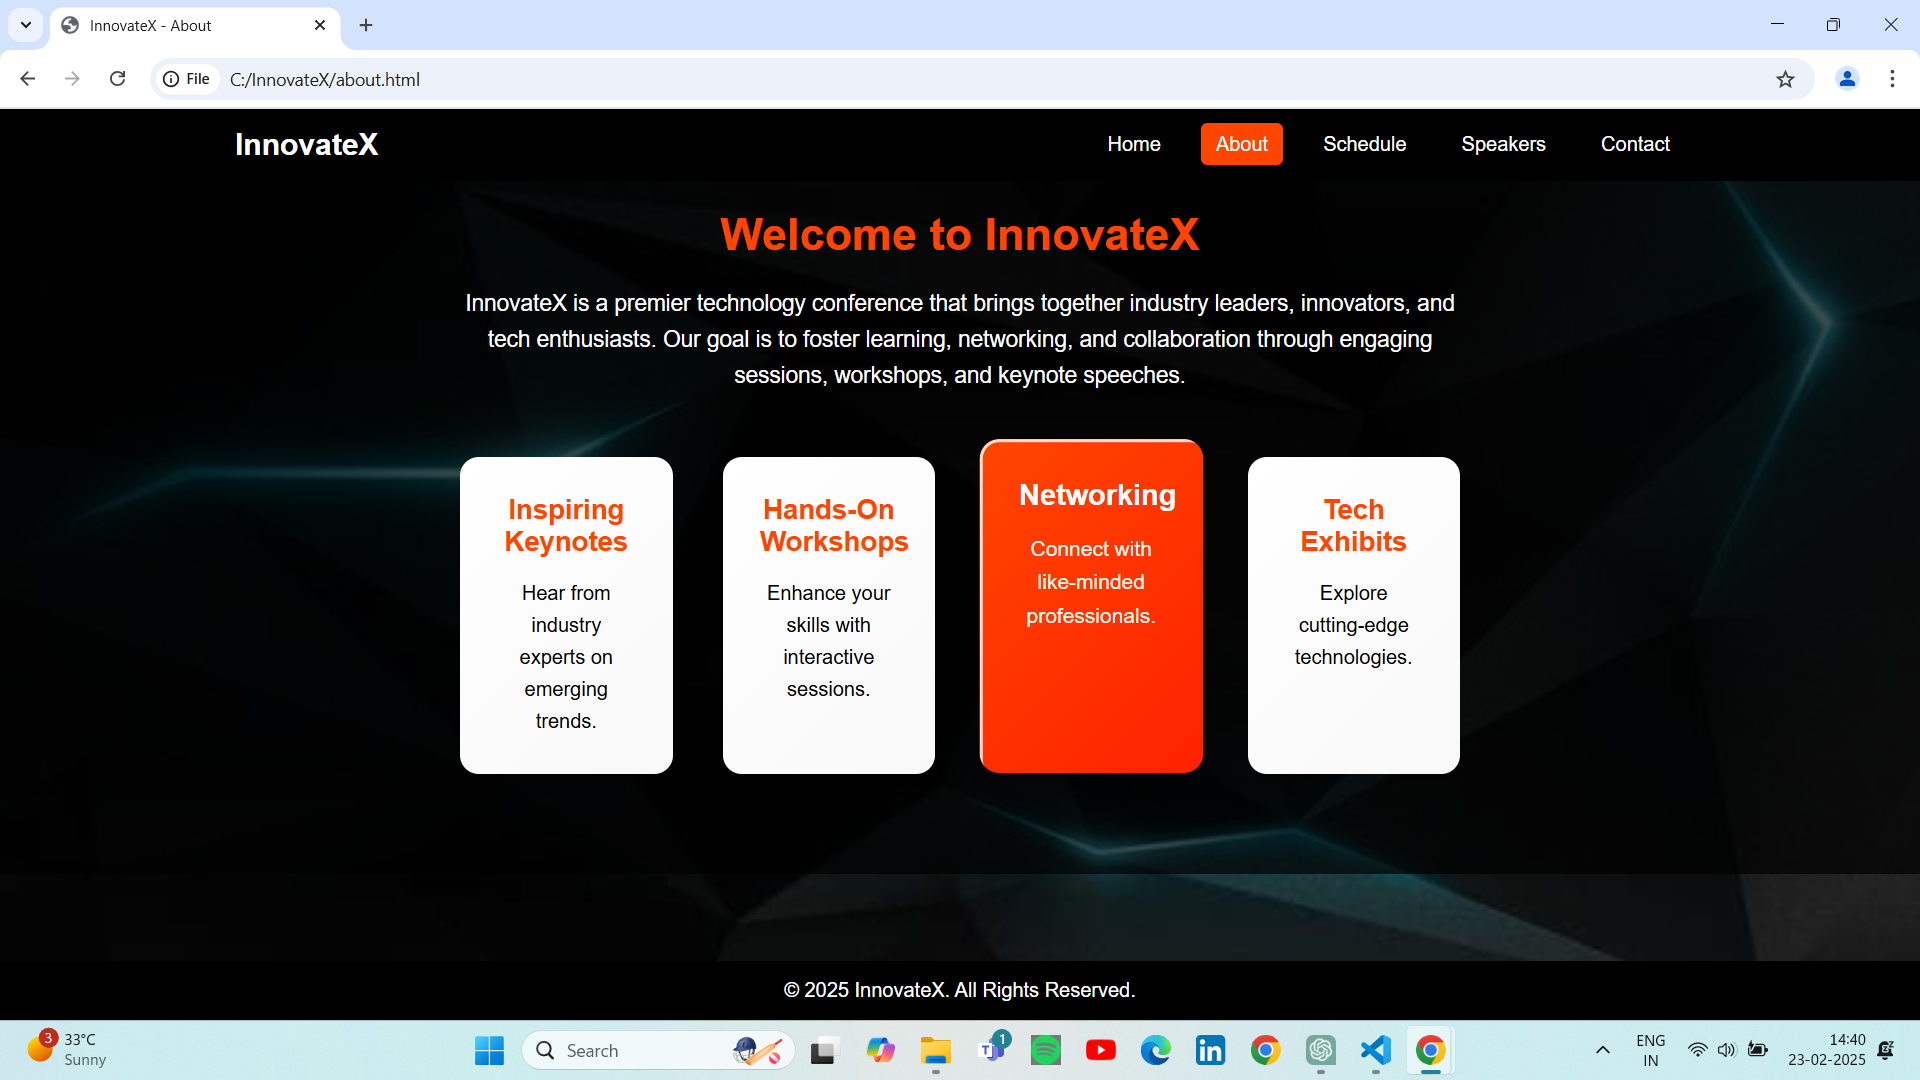 InnovateX - About
File
C:/InnovateX/about.html
InnovateX
Home
About
Schedule
Speakers
Contact
Welcome to InnovateX
InnovateX is a premier technology conference that brings together industry leaders, innovators, and
tech enthusiasts. Our goal is to foster learning, networking, and collaboration through engaging
sessions, workshops, and keynote speeches.
Inspiring
Keynotes
Hear from
industry
experts on
emerging
trends.
Hands-On
Workshops
Enhance your
skills with
interactive
sessions.
Networking
Connect with
like-minded
professionals.
Tech
Exhibits
Explore
cutting-edge
technologies.
© 2025 InnovateX. All Rights Reserved.
3
33°C
Sunny
Search
T
1
in
ENG
IN
14:40
23-02-2025